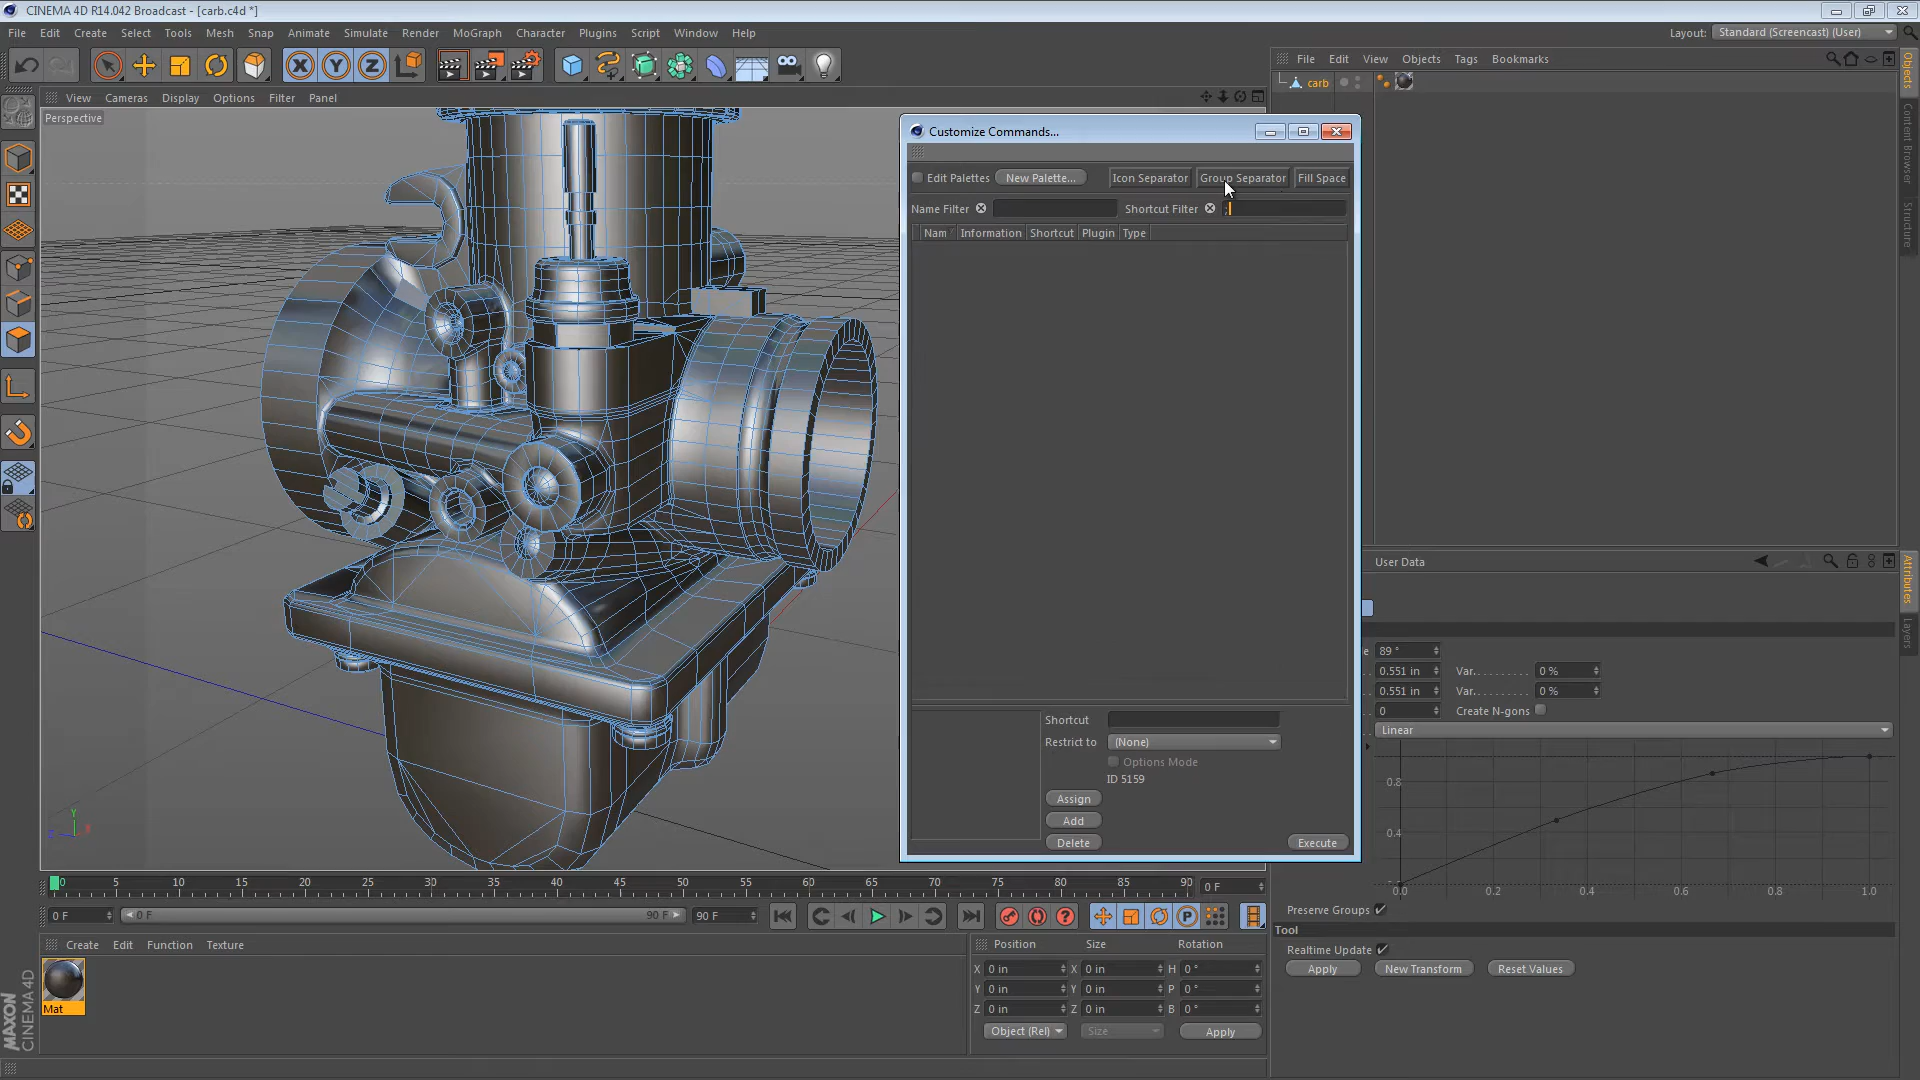 CINEMA 4D R14.042 Broadcast - [carb.c4d *]
File Edit Create Select Tools Mesh Snap Animate Simulate Render MoGraph Character Plugins Script Window Help
Layout: Standard (Screencast) (User)
X Y Z
File Edit View Objects Tags Bookmarks
carb
Objects
Content Browser
Structure
View Cameras Display Options Filter Panel
Perspective
Customize Commands...
Edit Palettes New Palette... Icon Separator Group Separator Fill Space
Name Filter Shortcut Filter
Nam Information Shortcut Plugin Type
Shortcut
Restrict to (None)
Options Mode
ID 5159
Assign
Add
Delete
Execute
User Data
Attributes
Layers
89 °
0.551 in Var. 0 %
0.551 in Var. 0 %
0 Create N-gons
Linear
0.8
0.4
0.0 0.2 0.4 0.6 0.8 1.0
Preserve Groups
Tool
Realtime Update
Apply New Transform Reset Values
Y
X
Z
0 5 10 15 20 25 30 35 40 45 50 55 60 65 70 75 80 85 90 0 F
0 F 0 F 90 F 90 F
P
Create Edit Function Texture
Mat
MAXON
CINEMA 4D
Position Size Rotation
X 0 in X 0 in H 0 °
Y 0 in Y 0 in P 0 °
Z 0 in Z 0 in B 0 °
Object (Rel) Size Apply